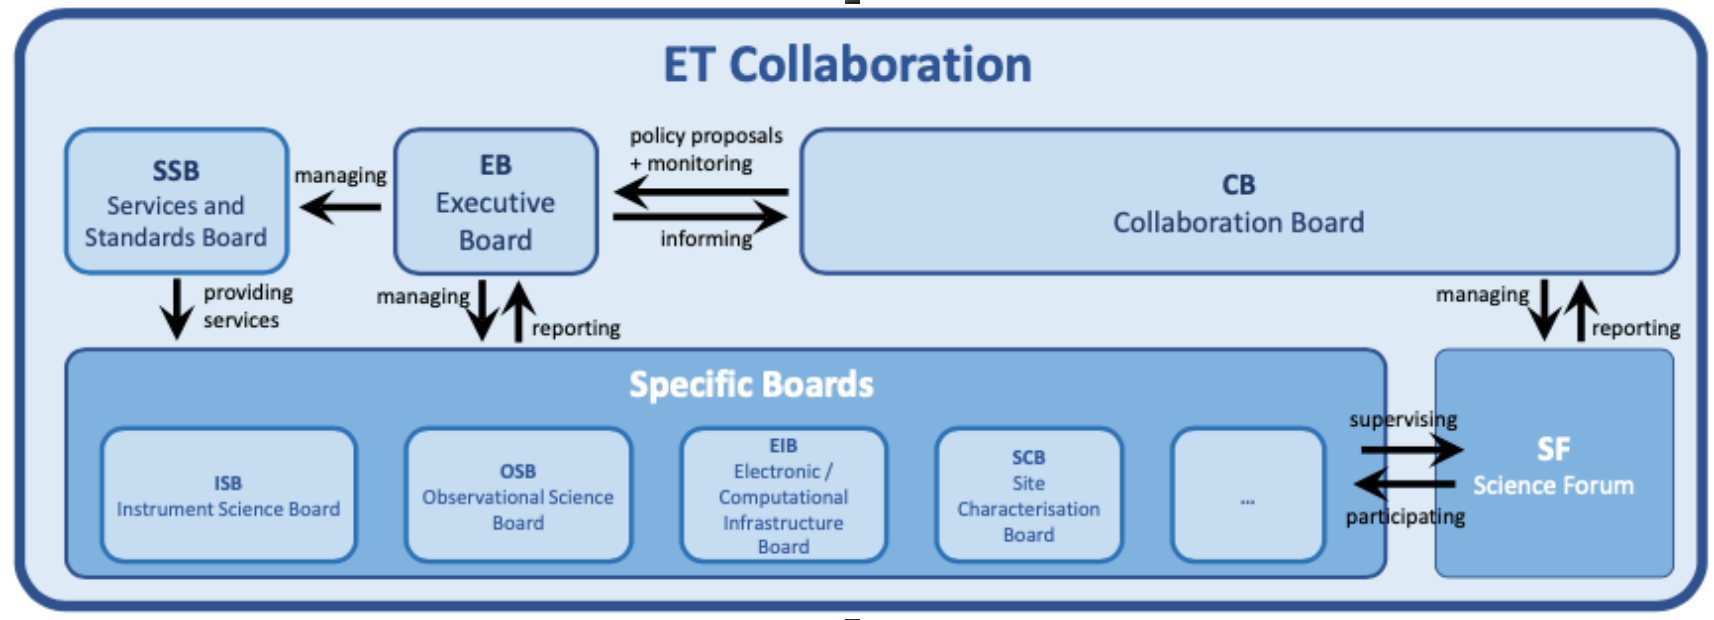 ET Collaboration
SSB
Services and
Standards Board
managing
EB
Executive
Board
policy proposals
+ monitoring
informing
CB
Collaboration Board
providing
services
managing
reporting
managing
reporting
Specific Boards
ISB
Instrument Science Board
OSB
Observational Science
Board
EIB
Electronic /
Computational
Infrastructure
Board
SCB
Site
Characterisation
Board
...
supervising
participating
SF
Science Forum